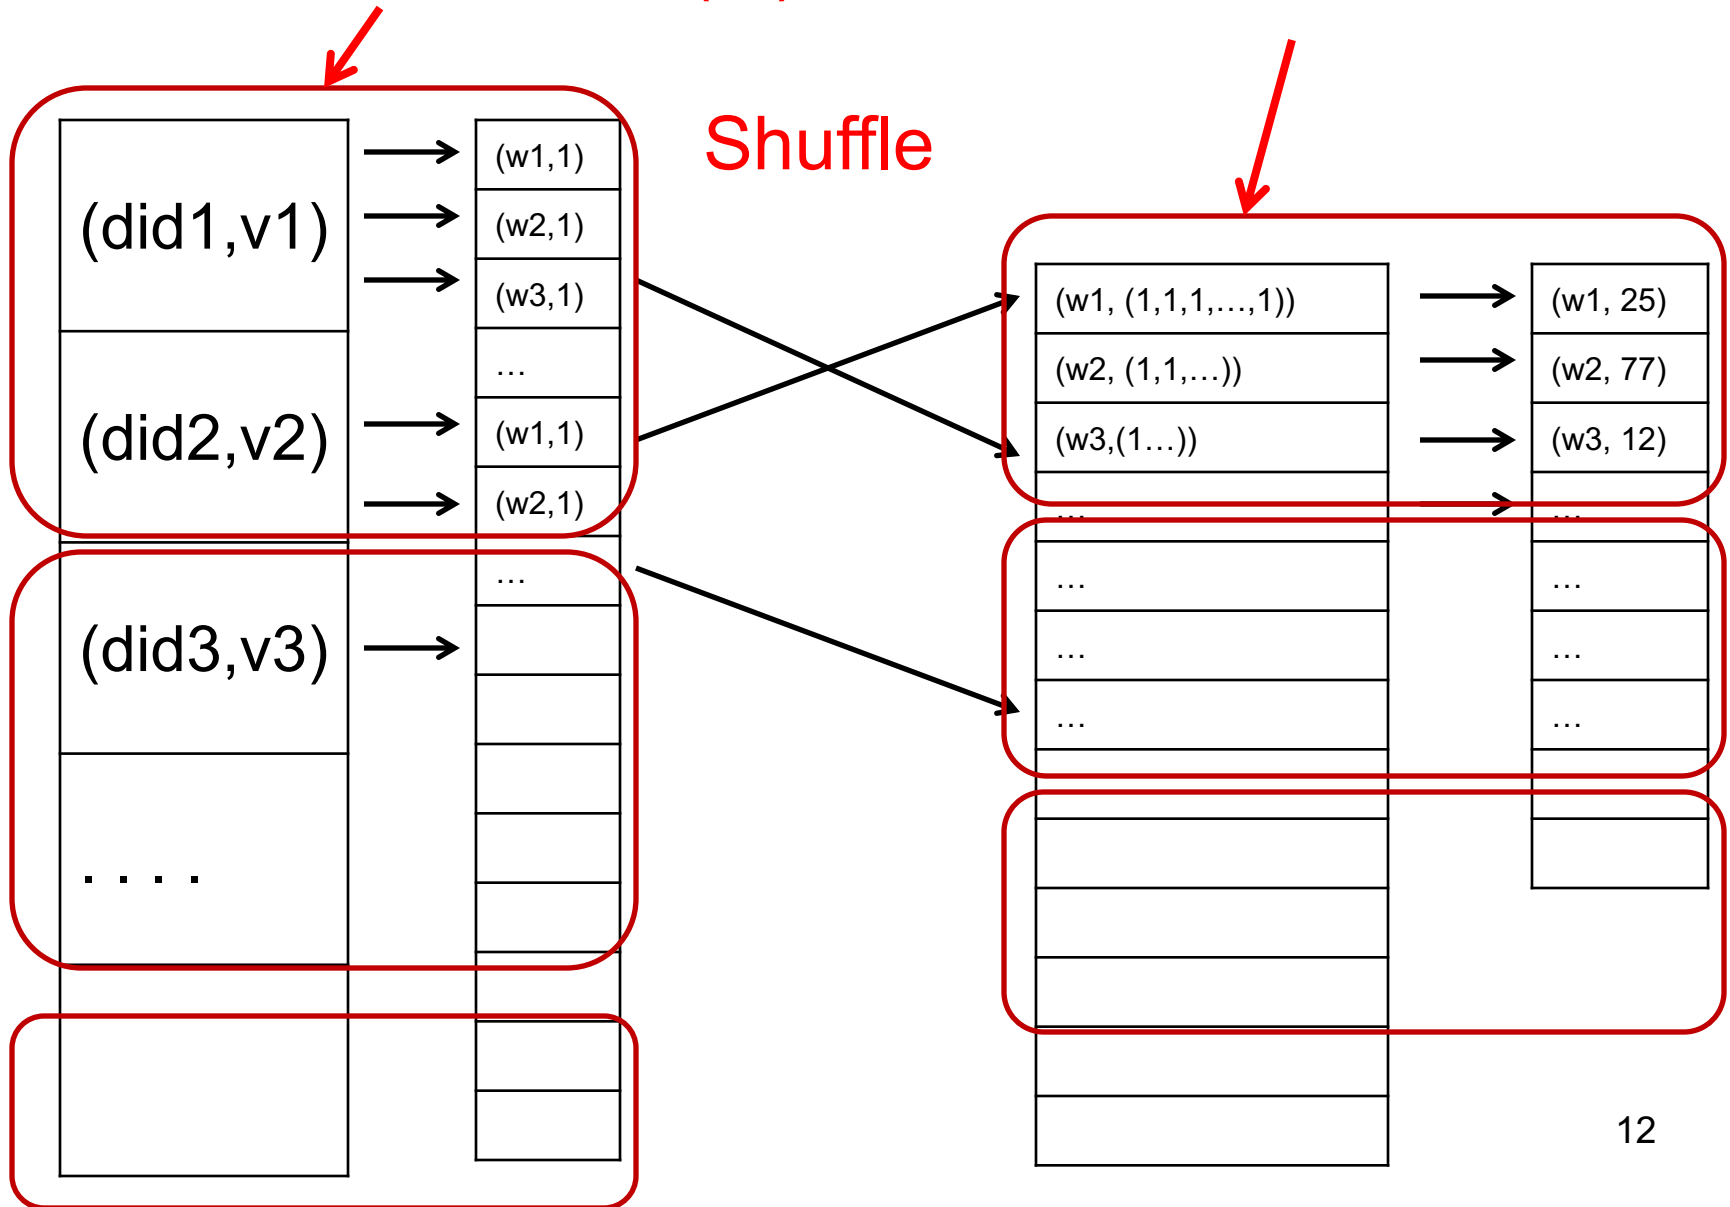 Shuffle
(did1,v1)
(did2,v2)
(did3,v3)
. . . .
(w1,1)
(w2,1)
(w3,1)
...
(w1,1)
(w2,1)
...
(w1, (1,1,1,...,1))
(w2, (1,1,...))
(w3,(1...))
...
...
...
...
(w1, 25)
(w2, 77)
(w3, 12)
...
...
...
...
12